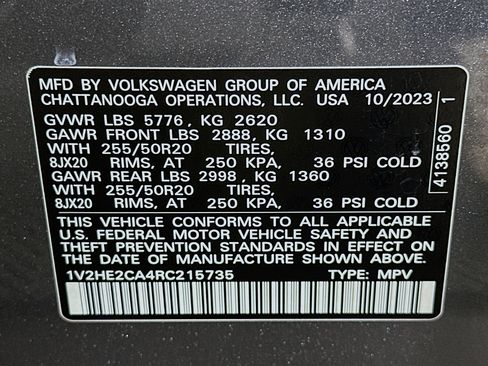 MFD BY VOLKSWAGEN GROUP OF AMERICA
CHATTANOOGA OPERATIONS, LLC. USA 10/2023
GVWR LBS 5776, KG 2620
GAWR FRONT LBS 2888, KG 1310
WITH 255/50R20 TIRES,
8JX20 RIMS, AT 250 KPA, 36 PSI COLD
GAWR REAR LBS 2998, KG 1360
WITH 255/50R20 TIRES,
8JX20 RIMS, AT 250 KPA, 36 PSI COLD
THIS VEHICLE CONFORMS TO ALL APPLICABLE
U.S. FEDERAL MOTOR VEHICLE SAFETY AND
THEFT PREVENTION STANDARDS IN EFFECT ON
THE DATE OF MANUFACTURE SHOWN ABOVE.
1V2HE2CA4RC215735 TYPE: MPV
4138560 1